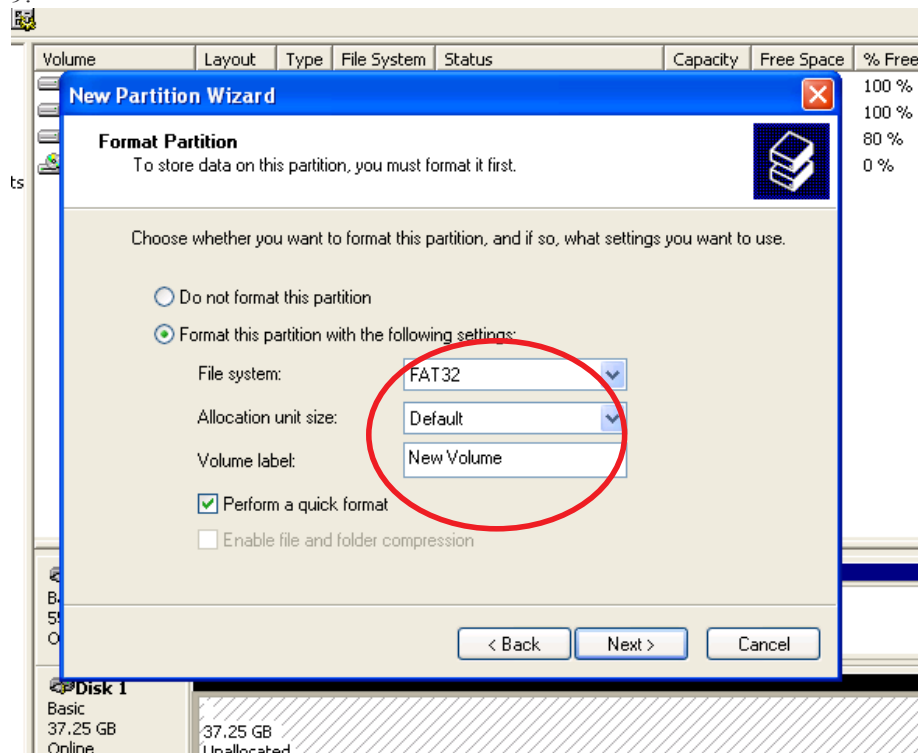 Volume Layout Type File System Status Capacity Free Space % Free
100 %
100 %
80 %
0 %
ts
New Partition Wizard
Format Partition
To store data on this partition, you must format it first.
Choose whether you want to format this partition, and if so, what settings you want to use.
Do not format this partition
Format this partition with the following settings:
File system: FAT32
Allocation unit size: Default
Volume label: New Volume
Perform a quick format
Enable file and folder compression
< Back Next > Cancel
Disk 1
Basic
37.25 GB
Online
37.25 GB
Unallocated